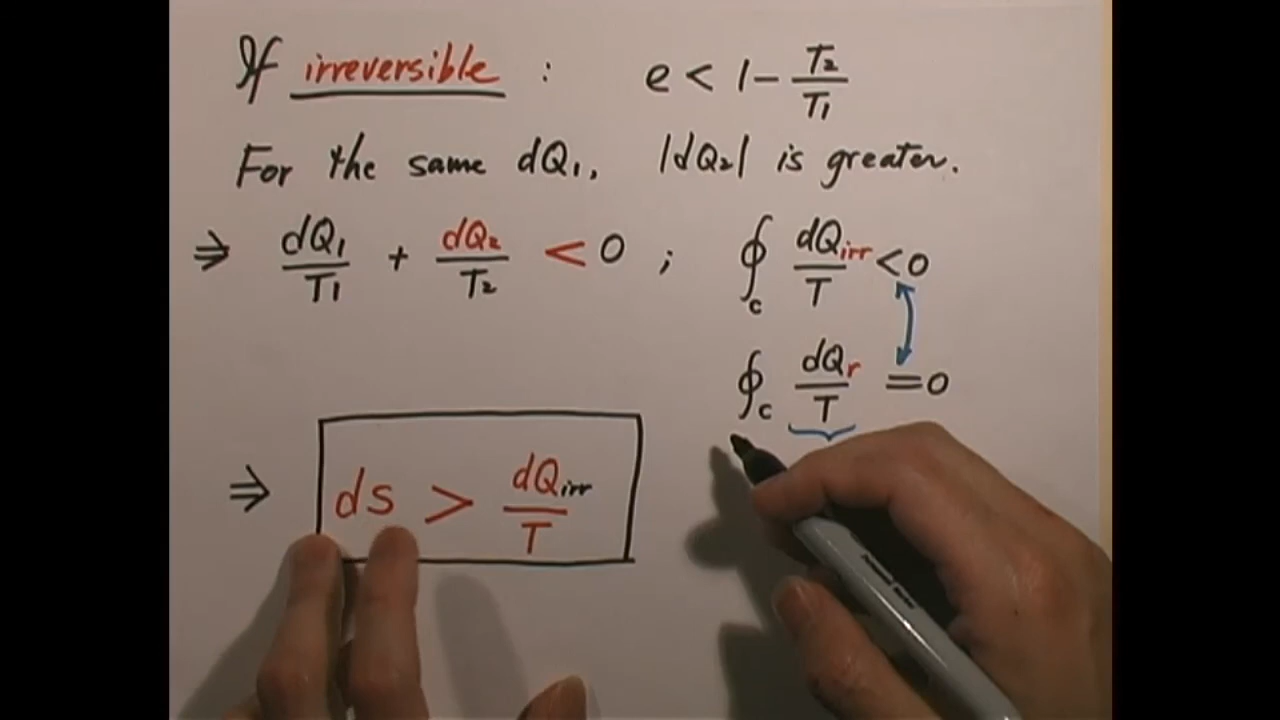 If irreversible : e < 1 − T₂/T₁
For the same dQ₁, |dQ₂| is greater.
⇒ dQ₁/T₁ + dQ₂/T₂ < 0 ; ∮c dQirr/T < 0
∮c dQr/T = 0
⇒ ds > dQirr/T